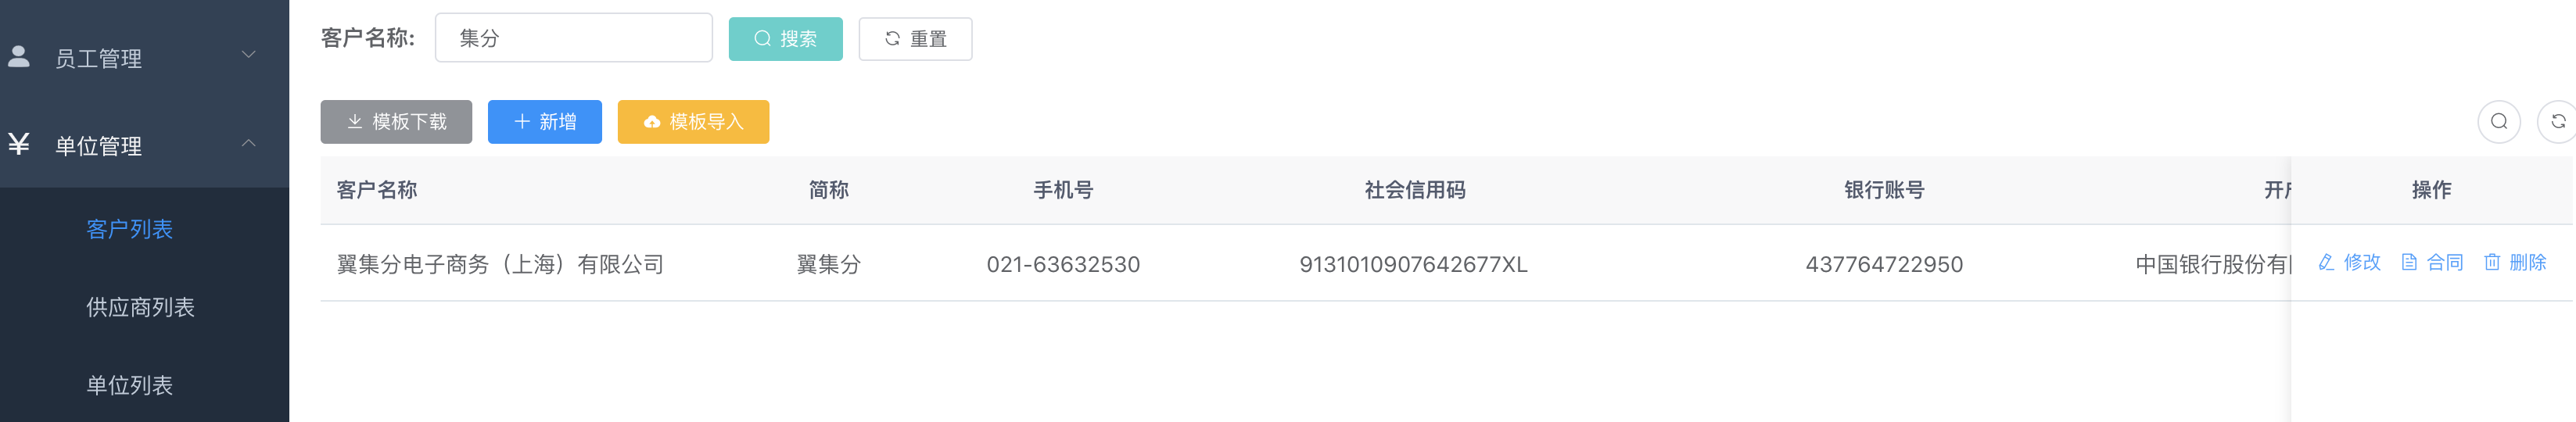 员工管理
单位管理
客户列表
供应商列表
单位列表
客户名称: 集分 搜索 重置
模板下载 新增 模板导入
客户名称 简称 手机号 社会信用码 银行账号 开户 操作
翼集分电子商务（上海）有限公司 翼集分 021-63632530 9131010907642677XL 437764722950 中国银行股份有 修改 合同 删除